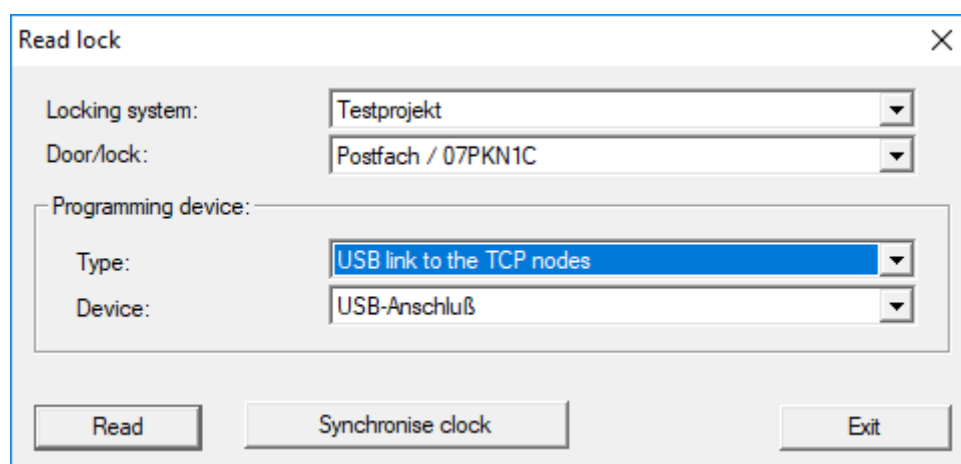 Read lock
Locking system: Testprojekt
Door/lock: Postfach / 07PKN1C
Programming device:
Type: USB link to the TCP nodes
Device: USB-Anschluß
Read Synchronise clock Exit